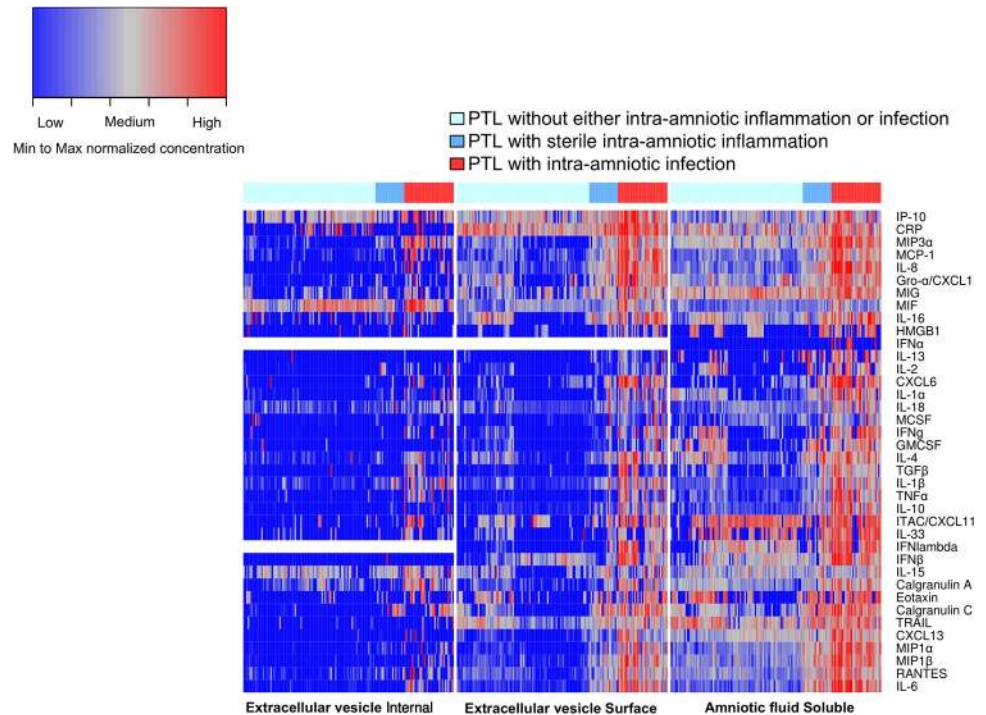 Low Medium High
Min to Max normalized concentration
PTL without either intra-amniotic inflammation or infection
PTL with sterile intra-amniotic inflammation
PTL with intra-amniotic infection
IP-10
CRP
MIP3α
MCP-1
IL-8
Gro-α/CXCL1
MIG
MIF
IL-16
HMGB1
IFNα
IL-13
IL-2
CXCL6
IL-1α
IL-18
MCSF
IFNg
GMCSF
IL-4
TGFβ
IL-1β
TNFα
IL-10
ITAC/CXCL11
IL-33
IFNlambda
IFNβ
IL-15
Calgranulin A
Eotaxin
Calgranulin C
TRAIL
CXCL13
MIP1α
MIP1β
RANTES
IL-6
Extracellular vesicle Internal Extracellular vesicle Surface Amniotic fluid Soluble